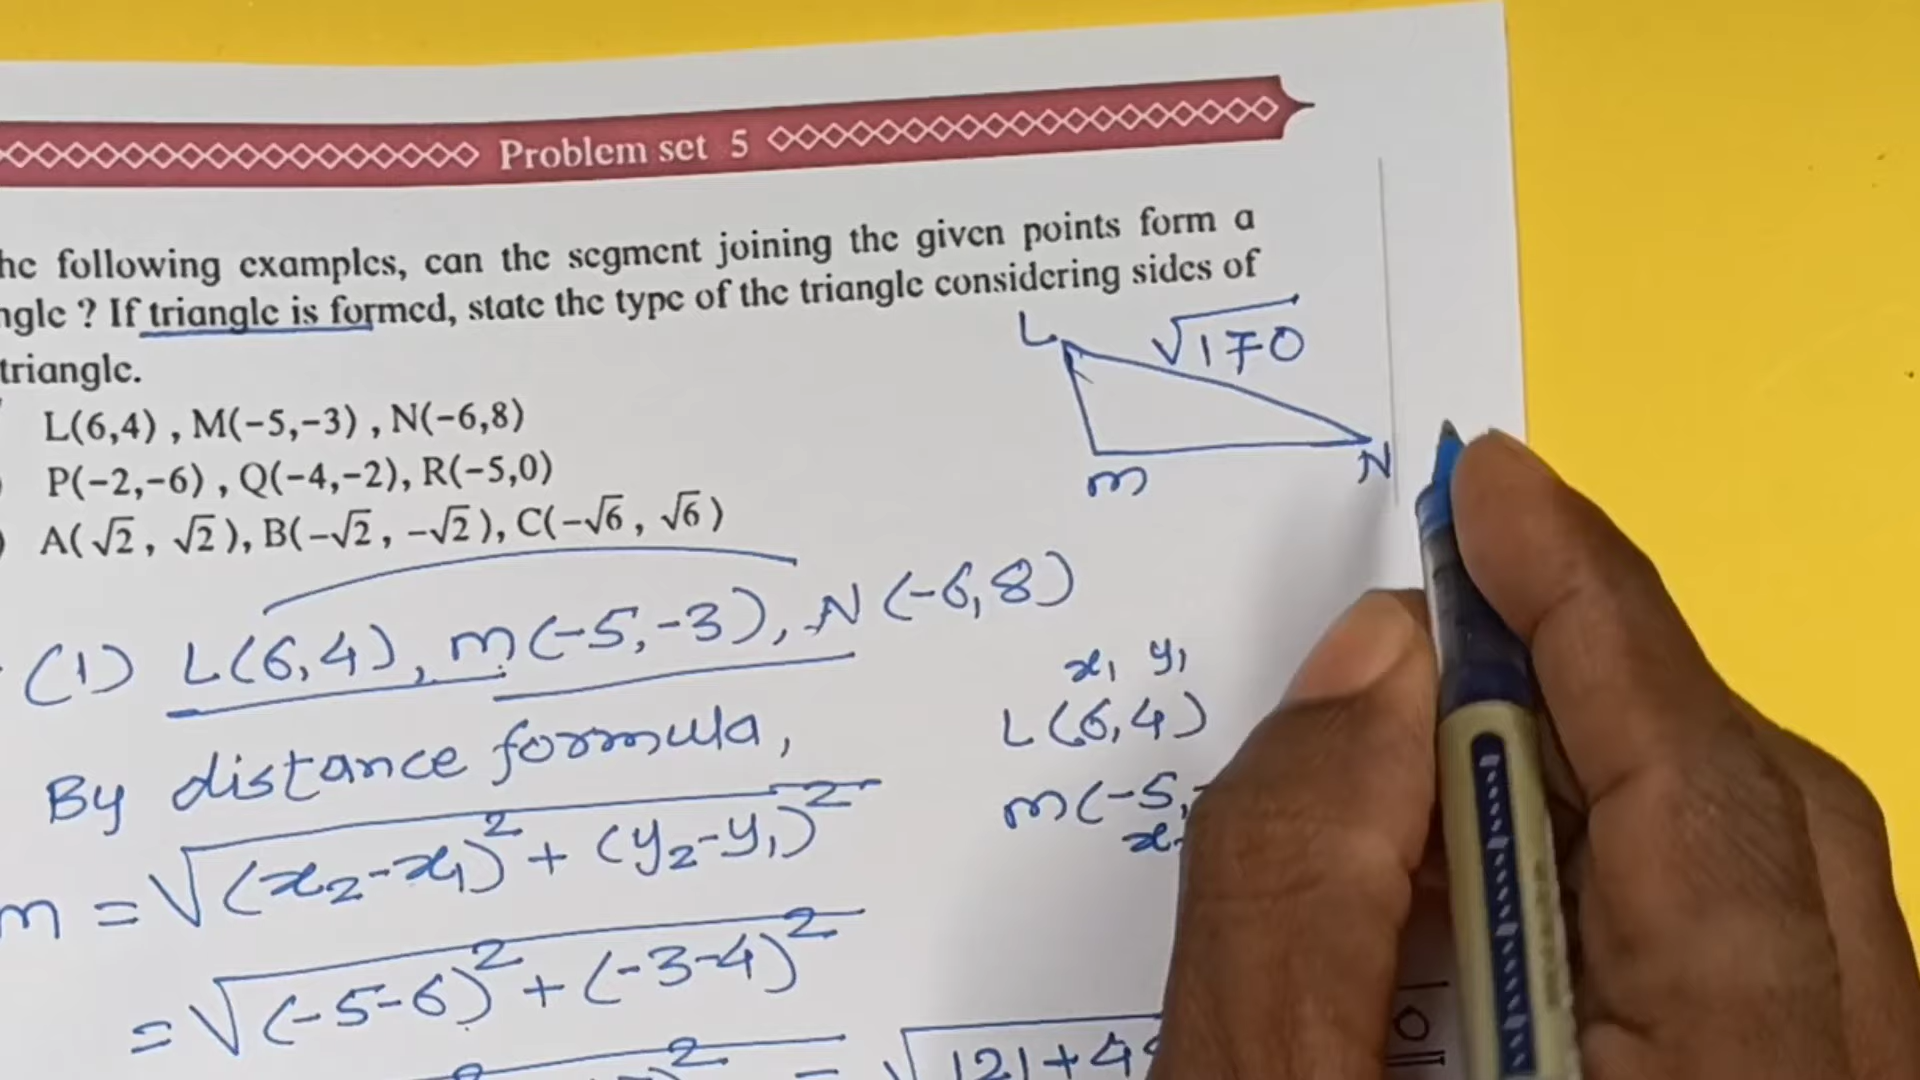 Problem set 5
following examples, can the segment joining the given points form a
? If triangle is formed, state the type of the triangle considering sides of
triangle.
L(6,4) , M(−5,−3) , N(−6,8)
P(−2,−6) , Q(−4,−2), R(−5,0)
A(√2, √2), B(−√2, −√2), C(−√6, √6)
L √170
m N
(1) L(6,4), m(-5,-3), N(-6,8)
By distance formula,
x₁ y₁
L(6,4)
m(-5,
m = √(x₂-x₁)² + (y₂-y₁)²
= √(-5-6)² + (-3-4)²
= √121+4